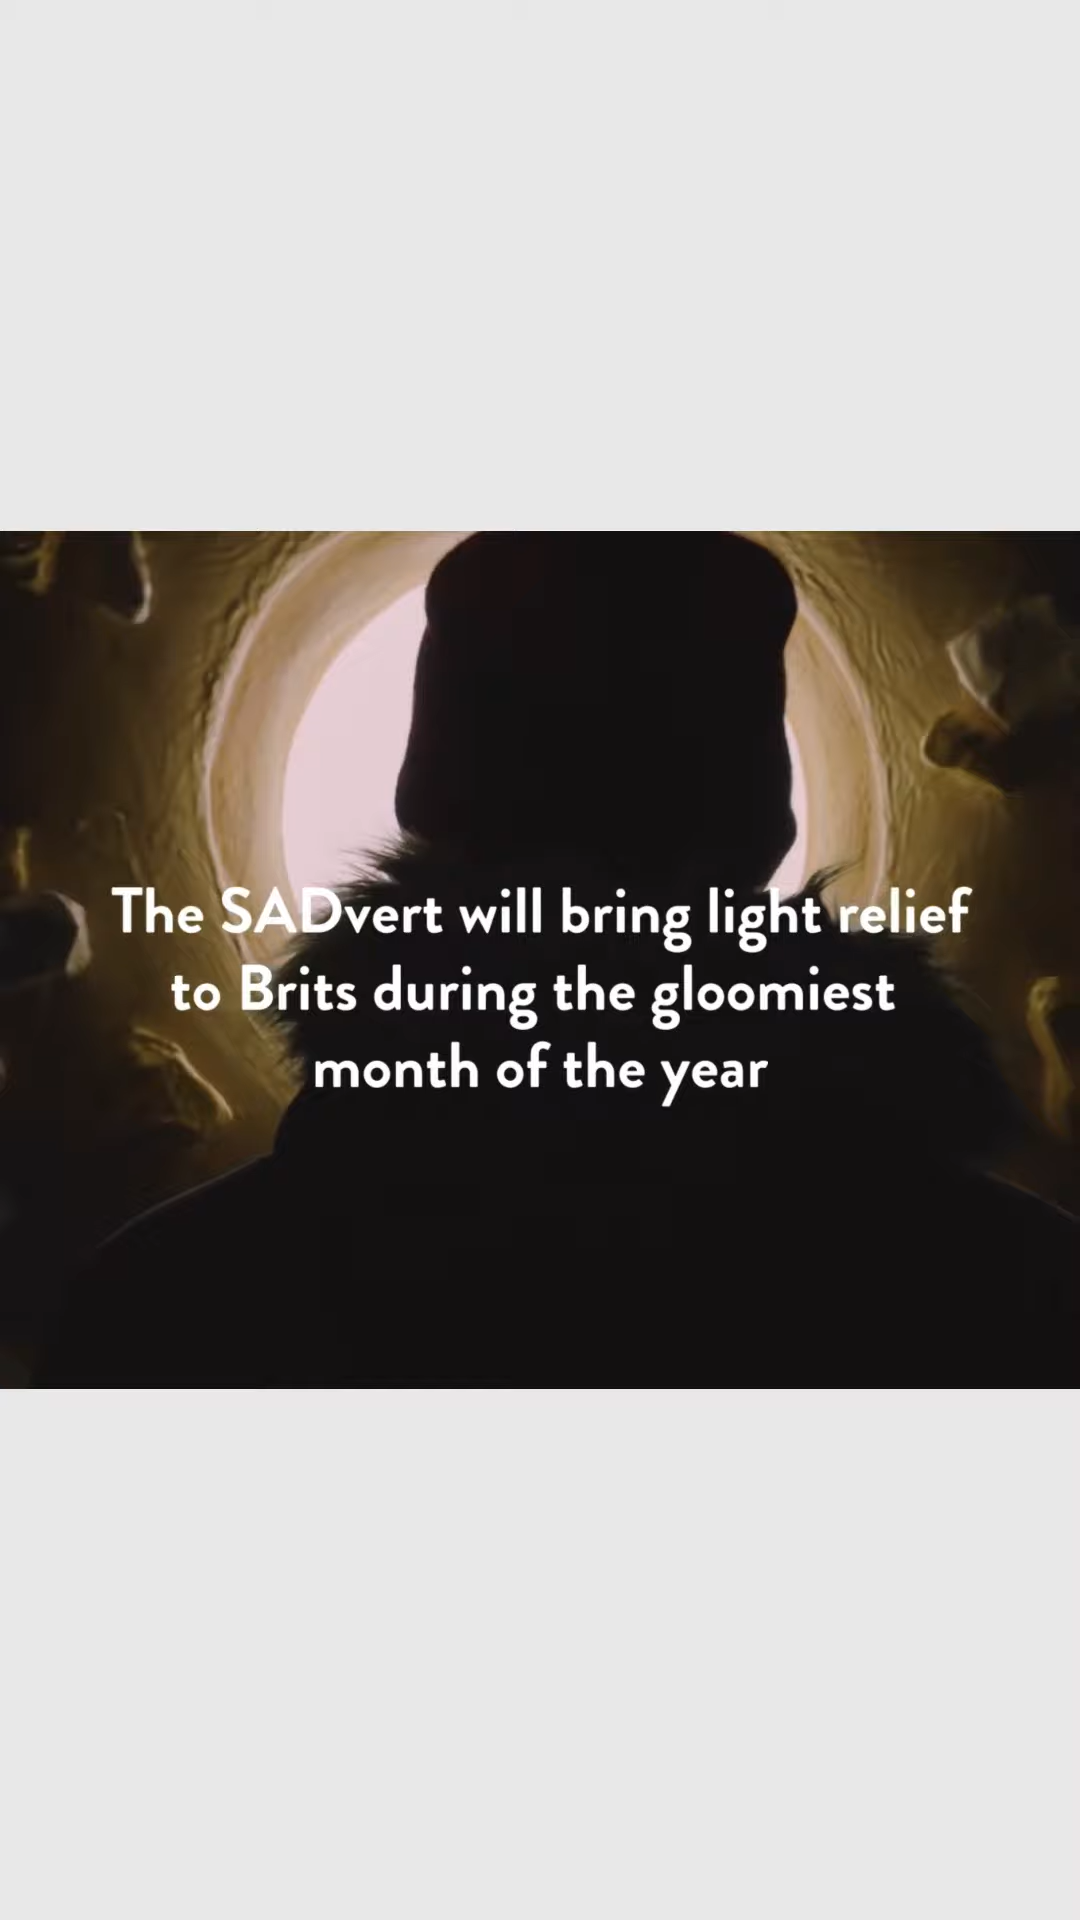 The SADvert will bring light relief
to Brits during the gloomiest
month of the year